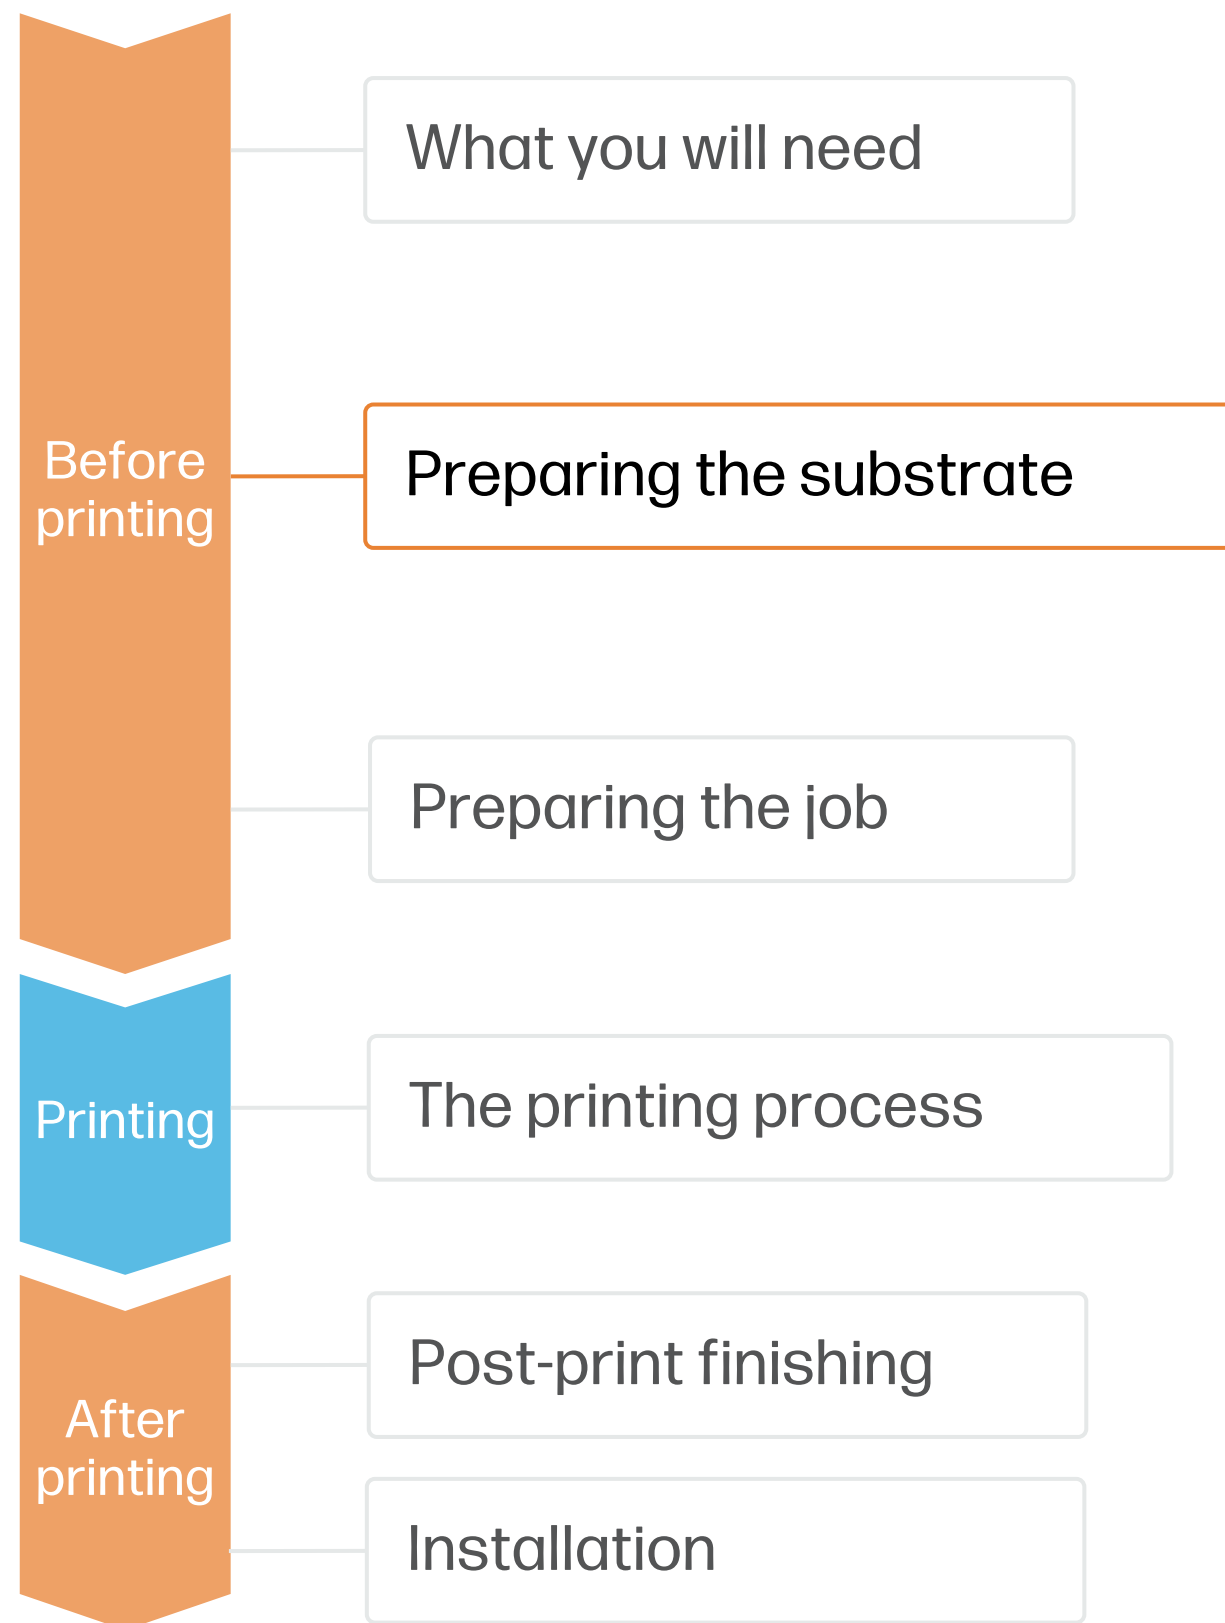 What you will need
Before
printing
Preparing the substrate
Preparing the job
Printing
The printing process
After
printing
Post-print finishing
Installation